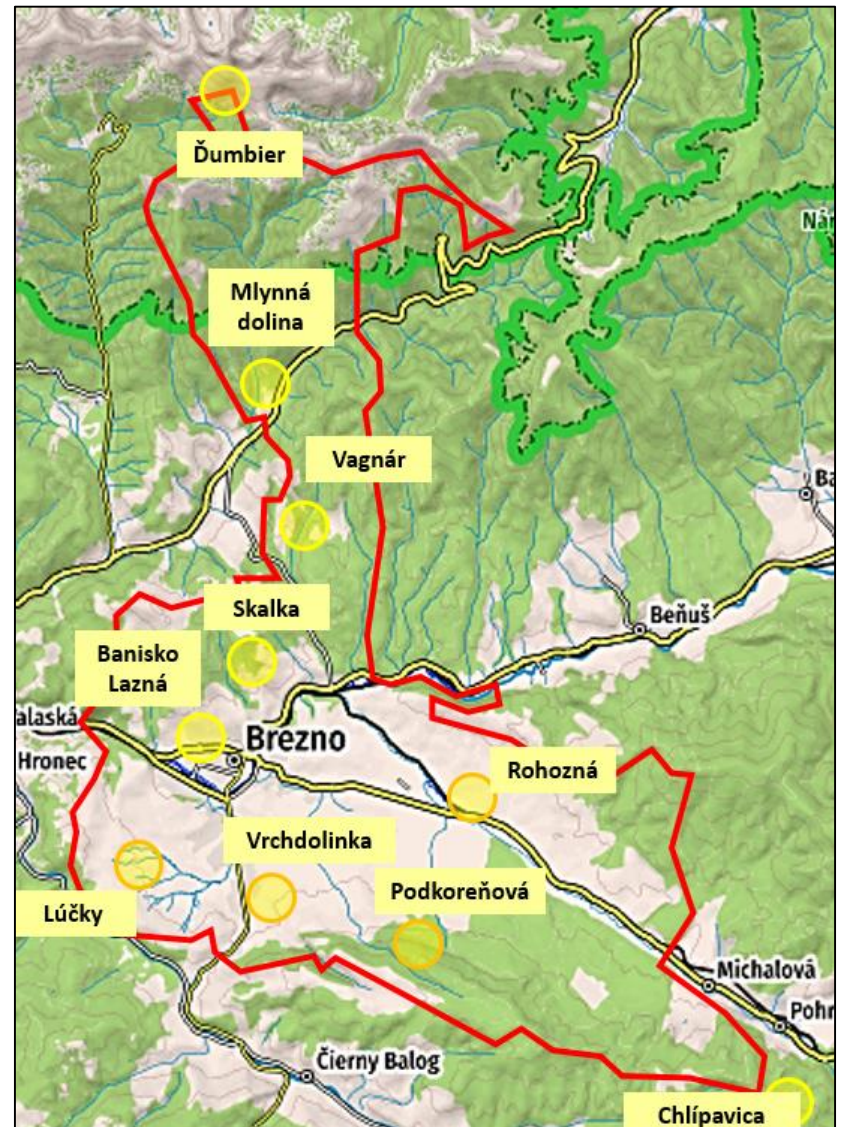 Ďumbier
Mlynná
dolina
Vagnár
Skalka
Beňuš
Banisko
Lazná
Brezno
Hronec
Rohozná
Vrchdolinka
Podkoreňová
Lúčky
Michalová
Čierny Balog
Chlípavica